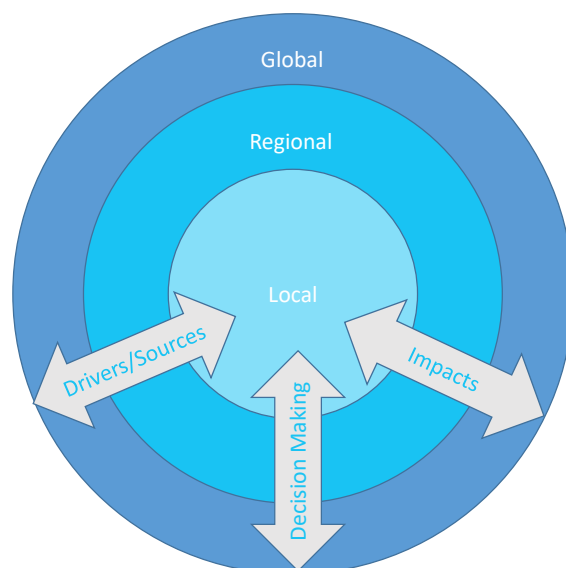 Global
Regional
Local
Drivers/Sources
Impacts
Decision Making